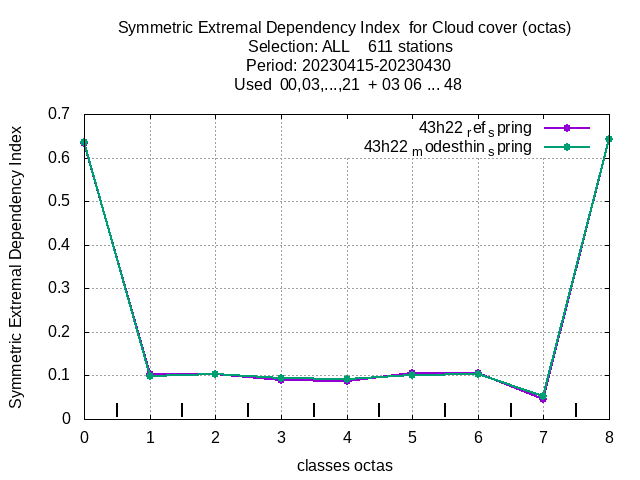 Symmetric Extremal Dependency Index  for Cloud cover (octas)
Selection: ALL    611 stations
Period: 20230415-20230430
Used  00,03,...,21  + 03 06 ... 48
Symmetric Extremal Dependency Index
0.7
0.6
0.5
0.4
0.3
0.2
0.1
0
43h22 ref spring
43h22 modesthin spring
0 1 2 3 4 5 6 7 8
classes octas